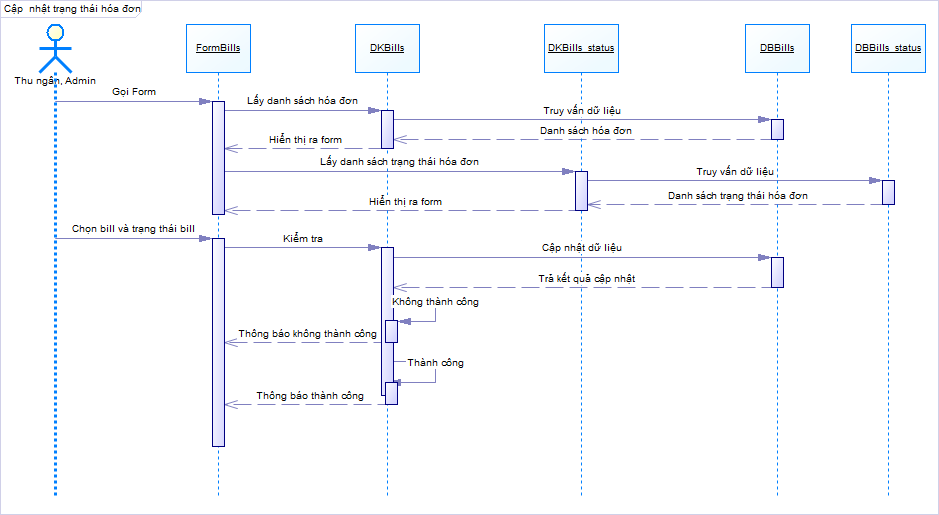 Cập nhật trạng thái hóa đơn
FormBills
DKBills
DKBills_status
DBBills
DBBills_status
Thu ngân, Admin
Gọi Form
Lấy danh sách hóa đơn
Truy vấn dữ liệu
Danh sách hóa đơn
Hiển thị ra form
Lấy danh sách trạng thái hóa đơn
Truy vấn dữ liệu
Danh sách trạng thái hóa đơn
Hiển thị ra form
Chọn bill và trạng thái bill
Kiểm tra
Cập nhật dữ liệu
Trả kết quả cập nhật
Không thành công
Thông báo không thành công
Thành công
Thông báo thành công